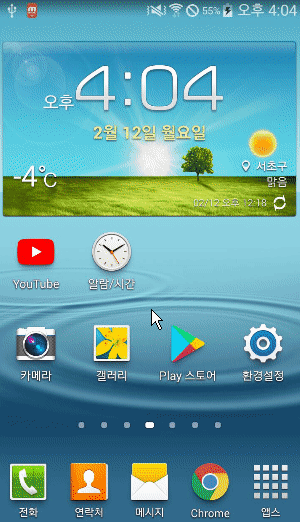 55% 오후 4:04
오후 4:04
2월 12일 월요일
-4℃
서초구
맑음
02/12 오후 12:18
YouTube 알람/시간
카메라 갤러리 Play 스토어 환경설정
전화 연락처 메시지 Chrome 앱스